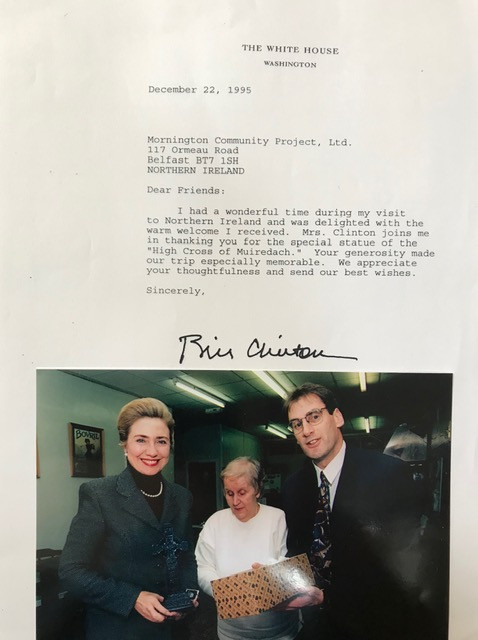 THE WHITE HOUSE
WASHINGTON
December 22, 1995
Mornington Community Project, Ltd.
117 Ormeau Road
Belfast BT7 1SH
NORTHERN IRELAND
Dear Friends:
I had a wonderful time during my visit
to Northern Ireland and was delighted with the
warm welcome I received. Mrs. Clinton joins me
in thanking you for the special statue of the
"High Cross of Muiredach." Your generosity made
our trip especially memorable. We appreciate
your thoughtfulness and send our best wishes.
Sincerely,
Bill Clinton
BOVRIL